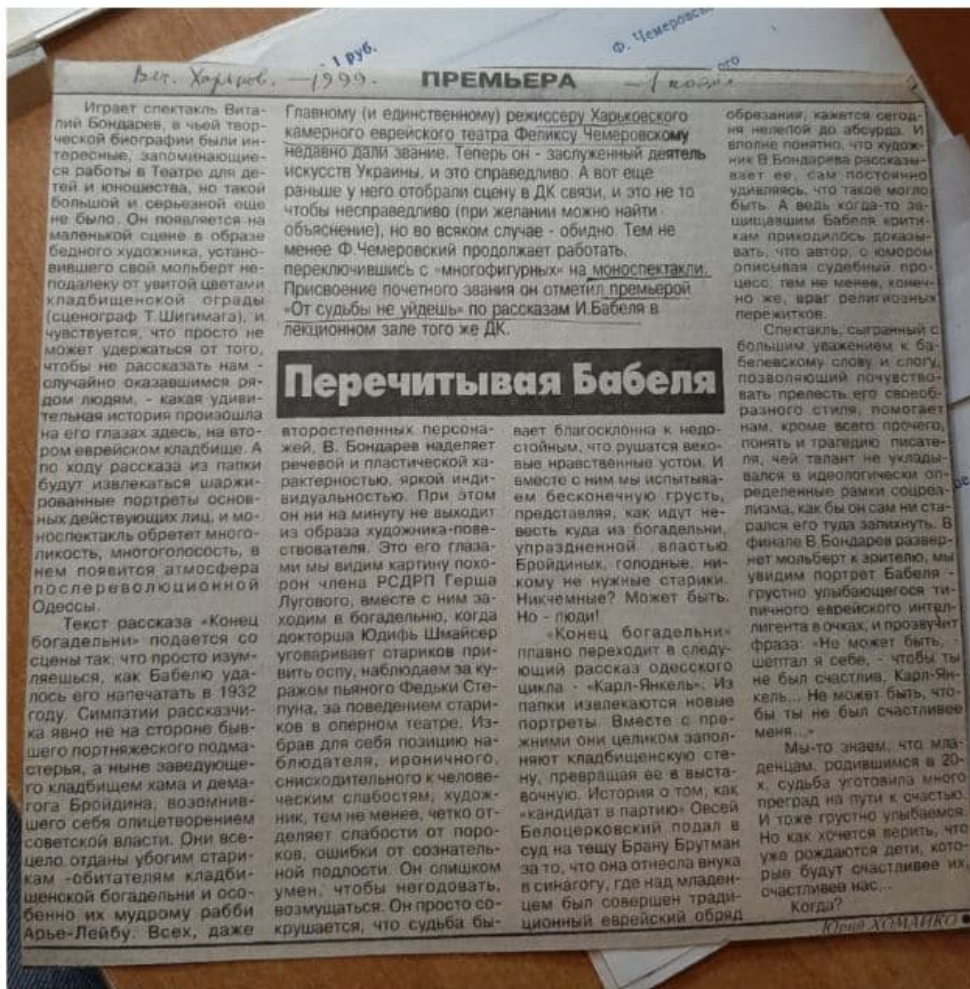 1 руб.
Ф. Чемеровс
ого
Веч. Харьков. - 1999.
ПРЕМЬЕРА
Главному (и единственному) режиссеру Харьковского
камерного еврейского театра Феликсу Чемеровскому
недавно дали звание. Теперь он - заслуженный деятель
искусств Украины, и это справедливо. А вот еще
раньше у него отобрали сцену в ДК связи, и это не то
чтобы несправедливо (при желании можно найти
объяснение), но во всяком случае - обидно. Тем не
менее Ф.Чемеровский продолжает работать,
переключившись с «многофигурных» на моноспектакли.
Присвоение почетного звания он отметил премьерой
«От судьбы не уйдешь» по рассказам И.Бабеля в
лекционном зале того же ДК.
Перечитывая Бабеля
Играет спектакль Вита-
лий Бондарев, в чьей твор-
ческой биографии были ин-
тересные, запоминающие-
ся работы в Театре для де-
тей и юношества, но такой
большой и серьезной еще
не было. Он появляется на
маленькой сцене в образе
бедного художника, устано-
вившего свой мольберт не-
подалеку от увитой цветами
кладбищенской ограды
(сценограф Т.Шигимага), и
чувствуется, что просто не
может удержаться от того,
чтобы не рассказать нам -
случайно оказавшимся ря-
дом людям, - какая удиви-
тельная история произошла
на его глазах здесь, на вто-
ром еврейском кладбище. А
по ходу рассказа из папки
будут извлекаться шаржи-
рованные портреты основ-
ных действующих лиц, и мо-
носпектакль обретет много-
ликость, многоголосость, в
нем появится атмосфера
послереволюционной
Одессы.
Текст рассказа «Конец
богадельни» подается со
сцены так, что просто изум-
ляешься, как Бабелю уда-
лось его напечатать в 1932
году. Симпатии рассказчи-
ка явно не на стороне быв-
шего портняжеского подма-
стерья, а ныне заведующе-
го кладбищем хама и дема-
гога Бройдина, возомнив-
шего себя олицетворением
советской власти. Они все-
цело отданы убогим стари-
кам -обитателям кладби-
щенской богадельни и осо-
бенно их мудрому рабби
Арье-Лейбу. Всех, даже
второстепенных персона-
жей, В. Бондарев наделяет
речевой и пластической ха-
рактерностью, яркой инди-
видуальностью. При этом
он ни на минуту не выходит
из образа художника-пове-
ствователя. Это его глаза-
ми мы видим картину похо-
рон члена РСДРП Герша
Лугового, вместе с ним за-
ходим в богадельню, когда
докторша Юдифь Шмайсер
уговаривает стариков при-
вить оспу, наблюдаем за ку-
ражом пьяного Федьки Сте-
пуна, за поведением стари-
ков в оперном театре. Из-
брав для себя позицию на-
блюдателя, ироничного,
снисходительного к челове-
ческим слабостям, худож-
ник, тем не менее, четко от-
деляет слабости от поро-
ков, ошибки от сознатель-
ной подлости. Он слишком
умен, чтобы негодовать,
возмущаться. Он просто со-
крушается, что судьба бы-
вает благосклонна к недо-
стойным, что рушатся веко-
вые нравственные устои. И
вместе с ним мы испытыва-
ем бесконечную грусть,
представляя, как идут не-
весть куда из богадельни,
упраздненной властью
Бройдиных, голодные, ни-
кому не нужные старики.
Никчемные? Может быть.
Но - люди!
«Конец богадельни»
плавно переходит в следу-
ющий рассказ одесского
цикла - «Карл-Янкель». Из
папки извлекаются новые
портреты. Вместе с пре-
жними они целиком запол-
няют кладбищенскую сте-
ну, превращая ее в выста-
вочную. История о том, как
«кандидат в партию» Овсей
Белоцерковский подал в
суд на тещу Брану Брутман
за то, что она отнесла внука
в синагогу, где над младен-
цем был совершен тради-
ционный еврейский обряд
обрезания, кажется сегод-
ня нелепой до абсурда. И
вполне понятно, что худож-
ник В.Бондарева рассказы-
вает ее, сам постоянно
удивляясь, что такое могло
быть. А ведь когда-то за-
щищавшим Бабеля крити-
кам приходилось доказы-
вать, что автор, с юмором
описывая судебный про-
цесс, тем не менее, конеч-
но же, враг религиозных
пережитков.
Спектакль, сыгранный с
большим уважением к ба-
белевскому слову и слогу,
позволяющий почувство-
вать прелесть его своеоб-
разного стиля, помогает
нам, кроме всего прочего,
понять и трагедию писате-
ля, чей талант не уклады-
вался в идеологически оп-
ределенные рамки соцреа-
лизма, как бы он сам ни ста-
рался его туда запихнуть. В
финале В.Бондарев развер-
нет мольберт к зрителю, мы
увидим портрет Бабеля -
грустно улыбающегося ти-
пичного еврейского интел-
лигента в очках, и прозвучит
фраза: «Не может быть, -
шептал я себе, - чтобы ты
не был счастлив, Карл-Ян-
кель... Не может быть, что-
бы ты не был счастливее
меня...»
Мы-то знаем, что мла-
денцам, родившимся в 20-
х, судьба уготовила много
преград на пути к счастью.
И тоже грустно улыбаемся.
Но как хочется верить, что
уже рождаются дети, кото-
рые будут счастливее их,
счастливее нас...
Когда?
Юрий ХОМАЙКО